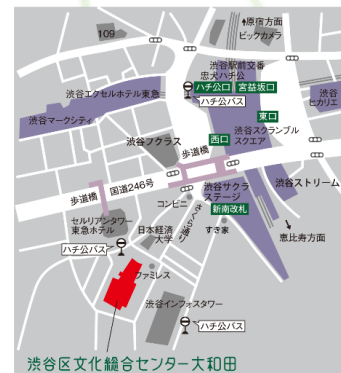 ↑原宿方面
ビックカメラ
109
渋谷駅前交番
忠犬ハチ公
ハチ公口
宮益坂口
渋谷エクセルホテル東急
ハチ公バス
東口
渋谷
ヒカリエ
渋谷マークシティ
西口
渋谷スクランブル
スクエア
渋谷フクラス
歩道橋
国道246号
歩道橋
渋谷サクラ
ステージ
渋谷ストリーム
コンビニ
さくら通り
新南改札
セルリアンタワー
東急ホテル
日本経済
大学
すき家
恵比寿方面
ハチ公バス
ファミレス
渋谷インフォスタワー
ハチ公バス
渋谷区文化総合センター大和田